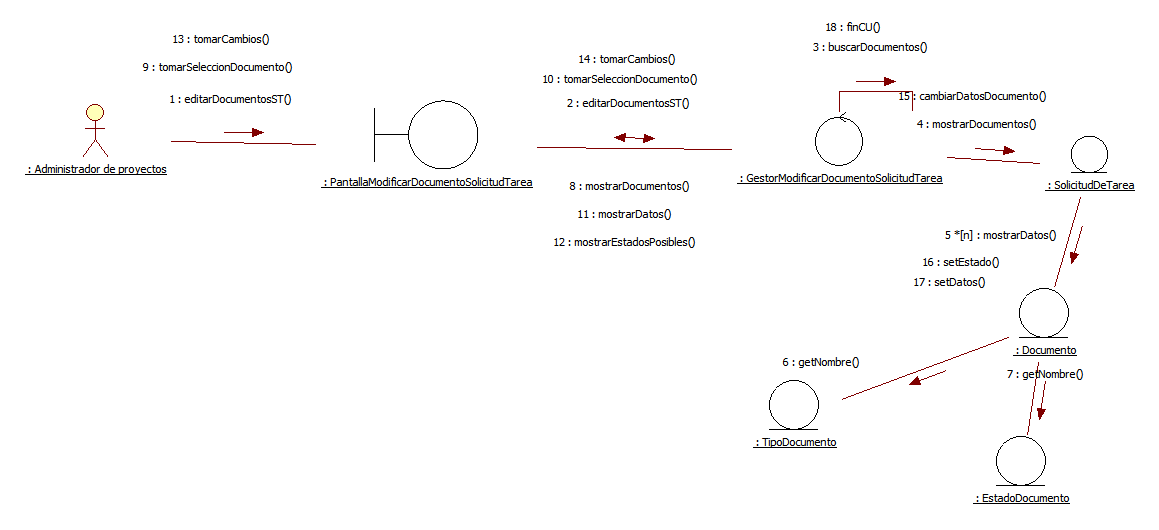 18 : finCU()
13 : tomarCambios()
3 : buscarDocumentos()
14 : tomarCambios()
9 : tomarSeleccionDocumento()
10 : tomarSeleccionDocumento()
1 : editarDocumentosST()
2 : editarDocumentosST()
15 : cambiarDatosDocumento()
4 : mostrarDocumentos()
: Administrador de proyectos
: PantallaModificarDocumentoSolicitudTarea
: GestorModificarDocumentoSolicitudTarea
: SolicitudDeTarea
8 : mostrarDocumentos()
11 : mostrarDatos()
12 : mostrarEstadosPosibles()
5 *[n] : mostrarDatos()
16 : setEstado()
17 : setDatos()
: Documento
6 : getNombre()
7 : getNombre()
: TipoDocumento
: EstadoDocumento